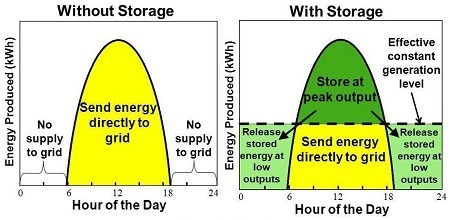 Without Storage
Energy Produced (kWh)
Send energy
directly to
grid
No
supply
to grid
No
supply
to grid
0
6
12
18
24
Hour of the Day
With Storage
Energy Produced (kWh)
Effective
constant
generation
level
Store at
peak output
Release
stored
energy at
low
outputs
Send energy
directly to grid
Release
stored
energy at
low
outputs
0
6
12
18
24
Hour of the Day